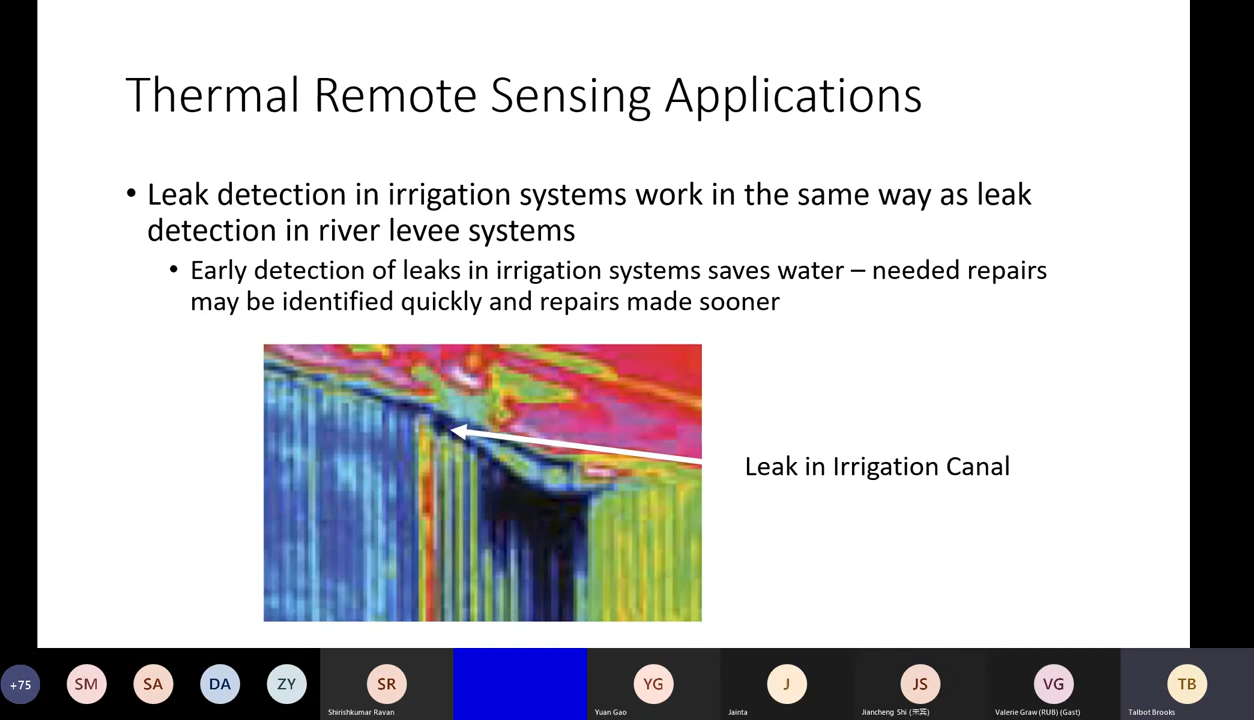 Thermal Remote Sensing Applications
• Leak detection in irrigation systems work in the same way as leak
detection in river levee systems
• Early detection of leaks in irrigation systems saves water – needed repairs
may be identified quickly and repairs made sooner
Leak in Irrigation Canal
+75
SM
SA
DA
ZY
SR
YG
J
JS
VG
TB
Shirishkumar Ravan
Yuan Gao
Jainta
Valerie Graw (RUB) (Gast)
Talbot Brooks
Jiancheng Shi